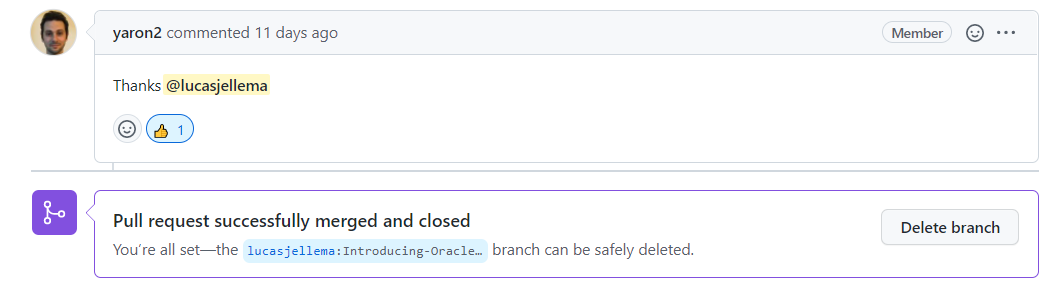 yaron2 commented 11 days ago
Member
Thanks @lucasjellema
👍 1
Pull request successfully merged and closed
You're all set—the lucasjellema:Introducing-Oracle… branch can be safely deleted.
Delete branch